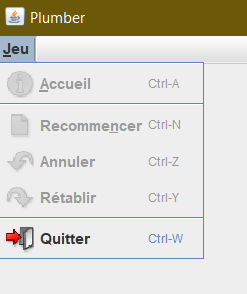 Plumber
Jeu
Accueil Ctrl-A
Recommencer Ctrl-N
Annuler Ctrl-Z
Rétablir Ctrl-Y
Quitter Ctrl-W